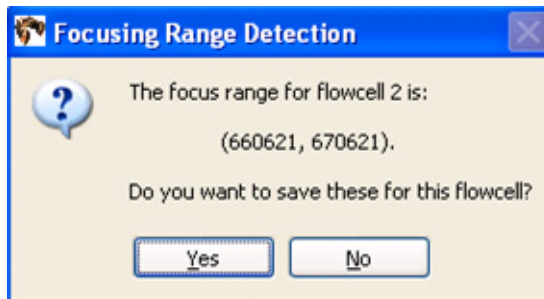 Focusing Range Detection
The focus range for flowcell 2 is:
(660621, 670621).
Do you want to save these for this flowcell?
Yes
No